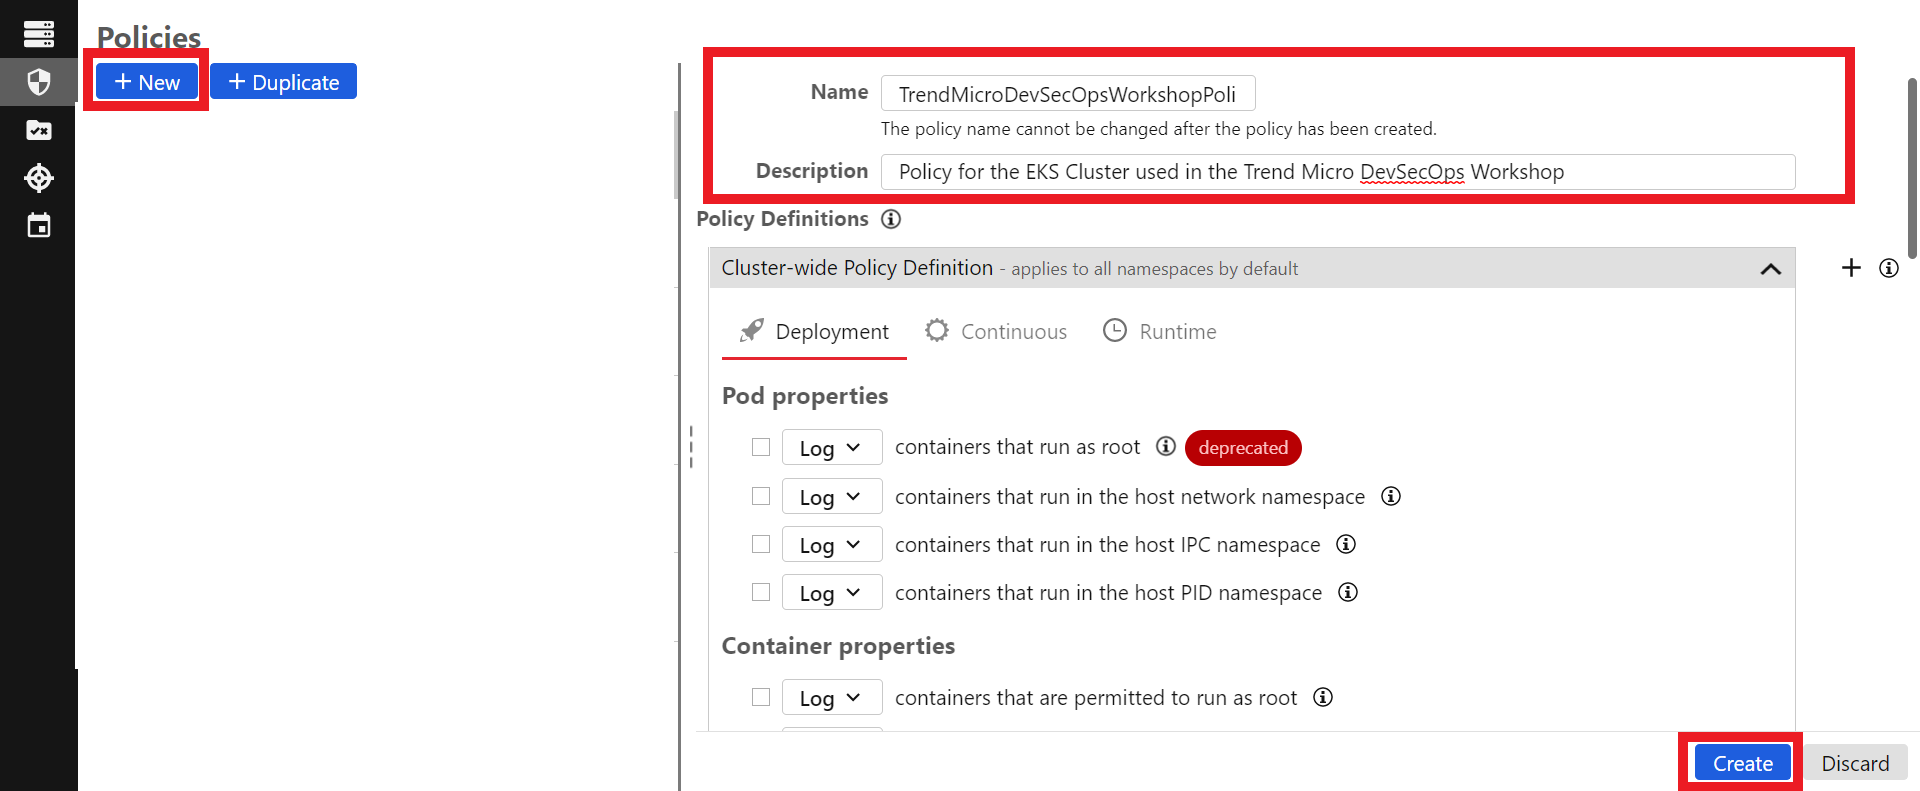 Policies
+ New
+ Duplicate
Name
TrendMicroDevSecOpsWorkshopPoli
The policy name cannot be changed after the policy has been created.
Description
Policy for the EKS Cluster used in the Trend Micro DevSecOps Workshop
Policy Definitions
Cluster-wide Policy Definition - applies to all namespaces by default
Deployment
Continuous
Runtime
Pod properties
Log containers that run as root deprecated
Log containers that run in the host network namespace
Log containers that run in the host IPC namespace
Log containers that run in the host PID namespace
Container properties
Log containers that are permitted to run as root
Create
Discard